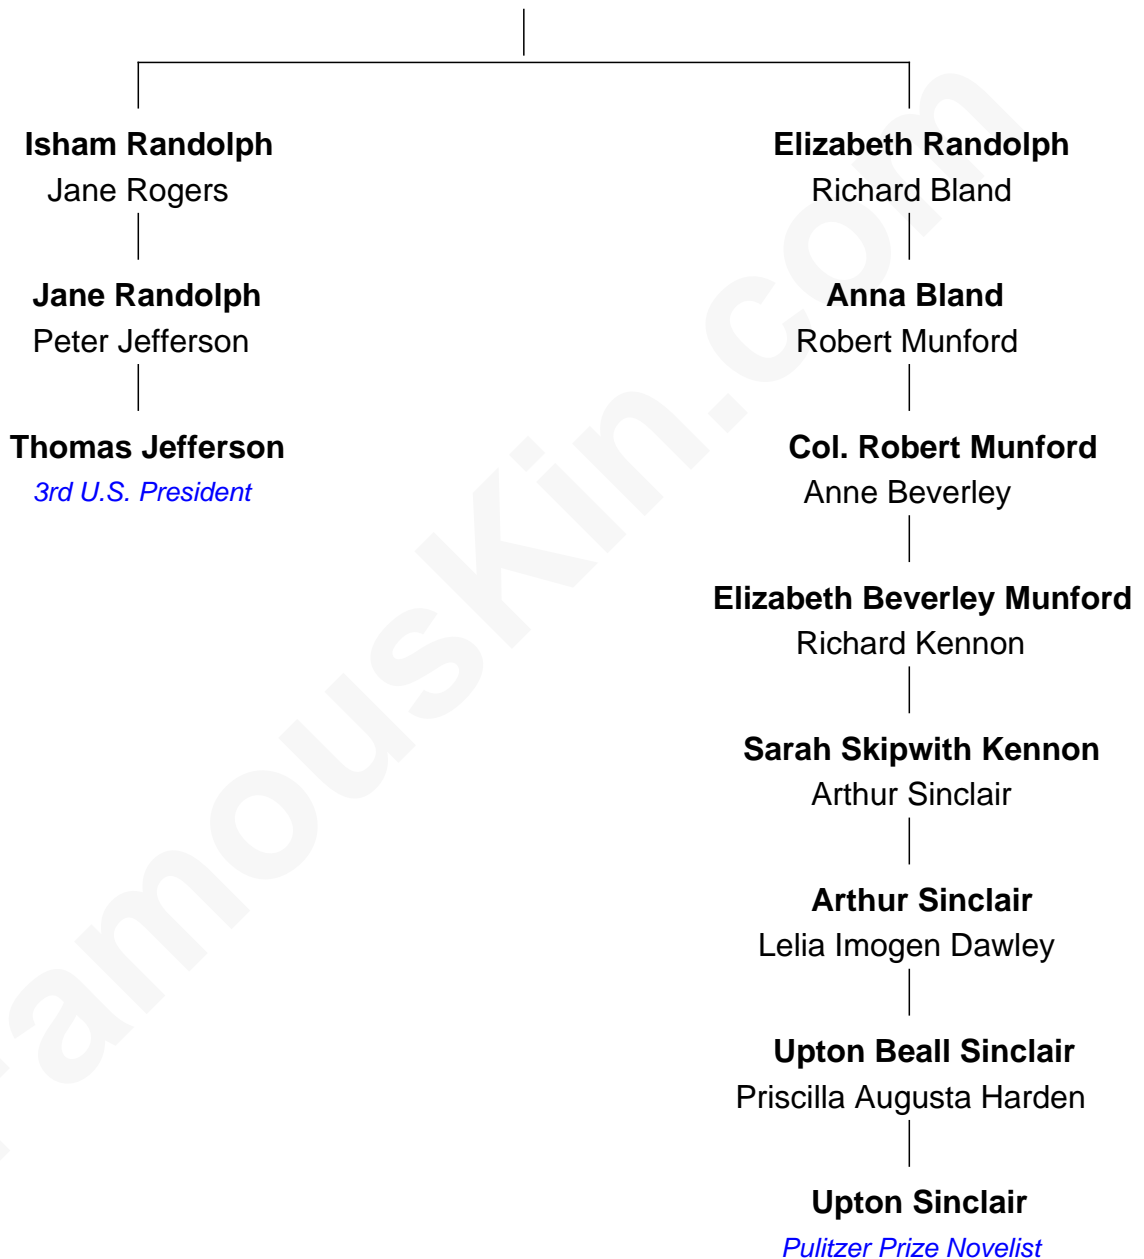 Isham Randolph
Jane Rogers
Elizabeth Randolph
Richard Bland
Jane Randolph
Peter Jefferson
Anna Bland
Robert Munford
Thomas Jefferson
3rd U.S. President
Col. Robert Munford
Anne Beverley
Elizabeth Beverley Munford
Richard Kennon
Sarah Skipwith Kennon
Arthur Sinclair
Arthur Sinclair
Lelia Imogen Dawley
Upton Beall Sinclair
Priscilla Augusta Harden
Upton Sinclair
Pulitzer Prize Novelist
FamousKin.com